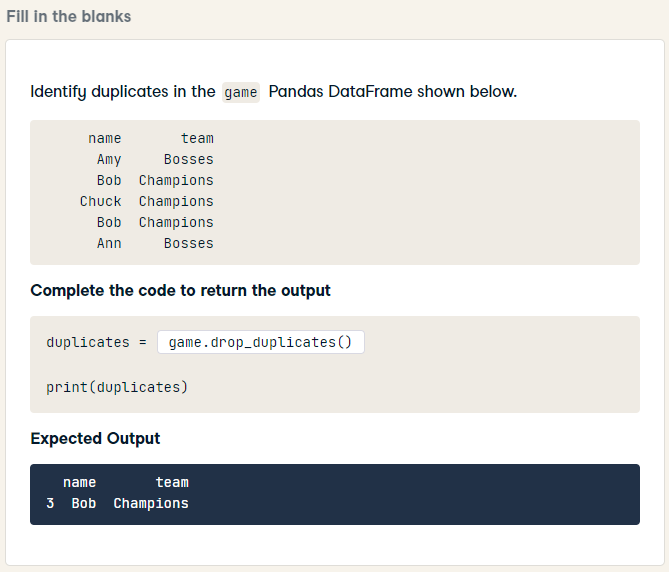 Fill in the blanks
Identify duplicates in the game Pandas DataFrame shown below.
name team
Amy Bosses
Bob Champions
Chuck Champions
Bob Champions
Ann Bosses
Complete the code to return the output
duplicates = game.drop_duplicates()
print(duplicates)
Expected Output
name team
3 Bob Champions